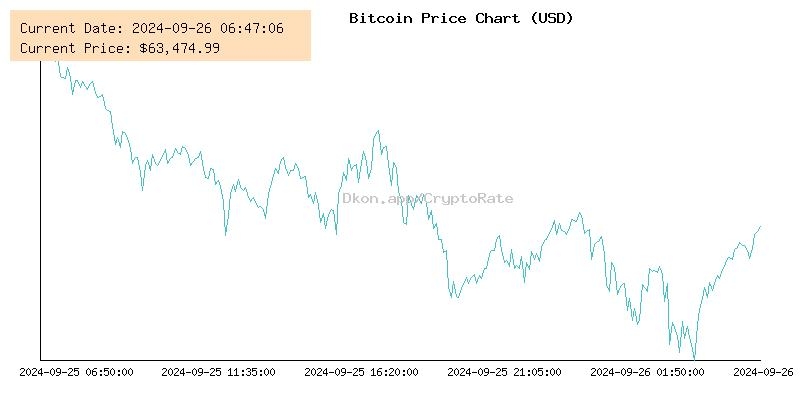 Bitcoin Price Chart (USD)
Current Date: 2024-09-26 06:47:06
Current Price: $63,474.99
Dkon.app/CryptoRate
2024-09-25 06:50:00 2024-09-25 11:35:00 2024-09-25 16:20:00 2024-09-25 21:05:00 2024-09-26 01:50:00 2024-09-26